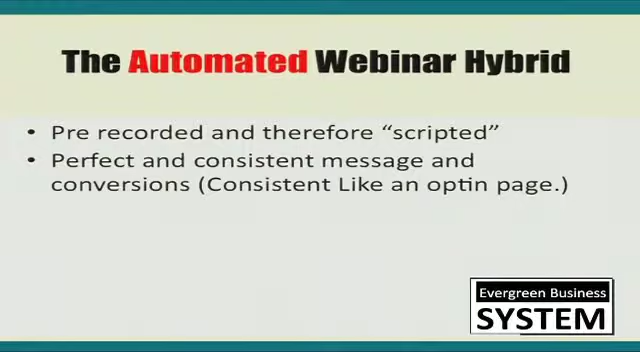 The Automated Webinar Hybrid
• Pre recorded and therefore “scripted”
• Perfect and consistent message and
conversions (Consistent Like an optin page.)
Evergreen Business
SYSTEM